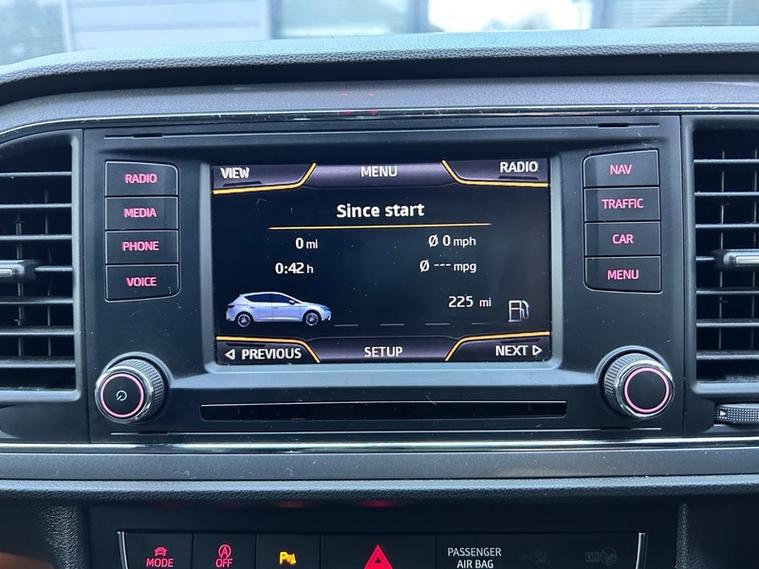 VIEW MENU RADIO
Since start
0 mi Ø 0 mph
0:42 h Ø --- mpg
225 mi
PREVIOUS SETUP NEXT
RADIO
MEDIA
PHONE
VOICE
NAV
TRAFFIC
CAR
MENU
MODE
OFF
PASSENGER
AIR BAG